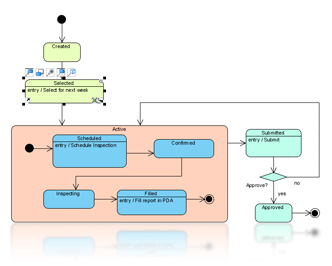 Created
Selected
entry / Select for next week
Active
Scheduled
entry / Schedule Inspection
Confirmed
Submitted
entry / Submit
Approve?
no
yes
Inspecting
Filled
entry / Fill report in PDA
Approved